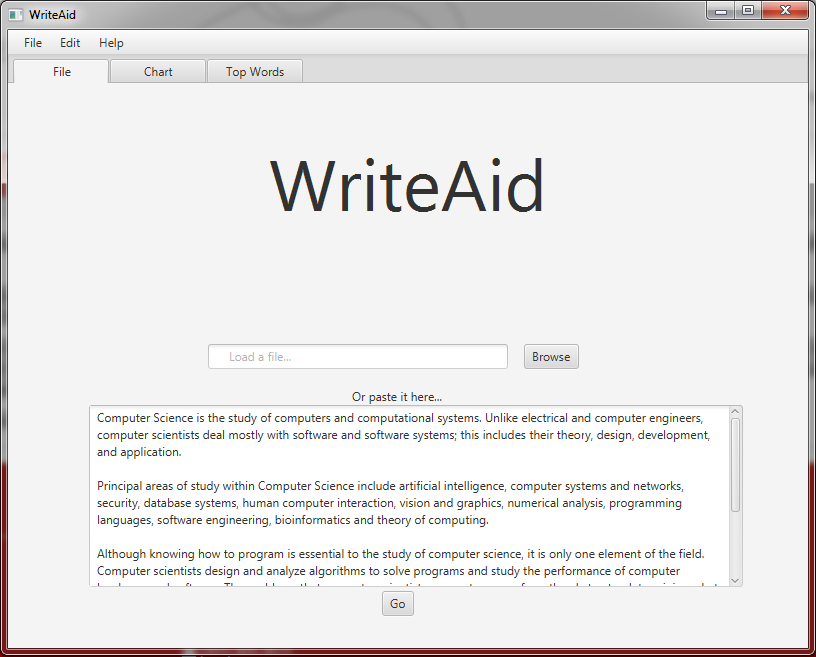 WriteAid
File Edit Help
File Chart Top Words
WriteAid
Load a file... Browse
Or paste it here...
Computer Science is the study of computers and computational systems. Unlike electrical and computer engineers,
computer scientists deal mostly with software and software systems; this includes their theory, design, development,
and application.
Principal areas of study within Computer Science include artificial intelligence, computer systems and networks,
security, database systems, human computer interaction, vision and graphics, numerical analysis, programming
languages, software engineering, bioinformatics and theory of computing.
Although knowing how to program is essential to the study of computer science, it is only one element of the field.
Computer scientists design and analyze algorithms to solve programs and study the performance of computer
Go